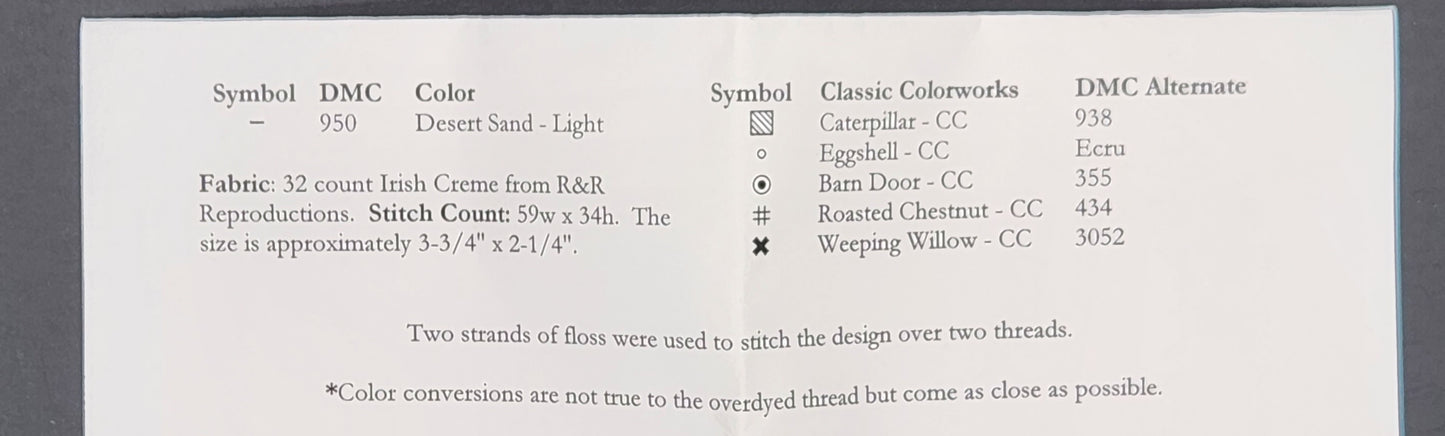 Symbol DMC Color
– 950 Desert Sand - Light
Fabric: 32 count Irish Creme from R&R
Reproductions. Stitch Count: 59w x 34h. The
size is approximately 3-3/4" x 2-1/4".
Symbol Classic Colorworks DMC Alternate
▧ Caterpillar - CC 938
○ Eggshell - CC Ecru
◉ Barn Door - CC 355
# Roasted Chestnut - CC 434
✖ Weeping Willow - CC 3052
Two strands of floss were used to stitch the design over two threads.
*Color conversions are not true to the overdyed thread but come as close as possible.